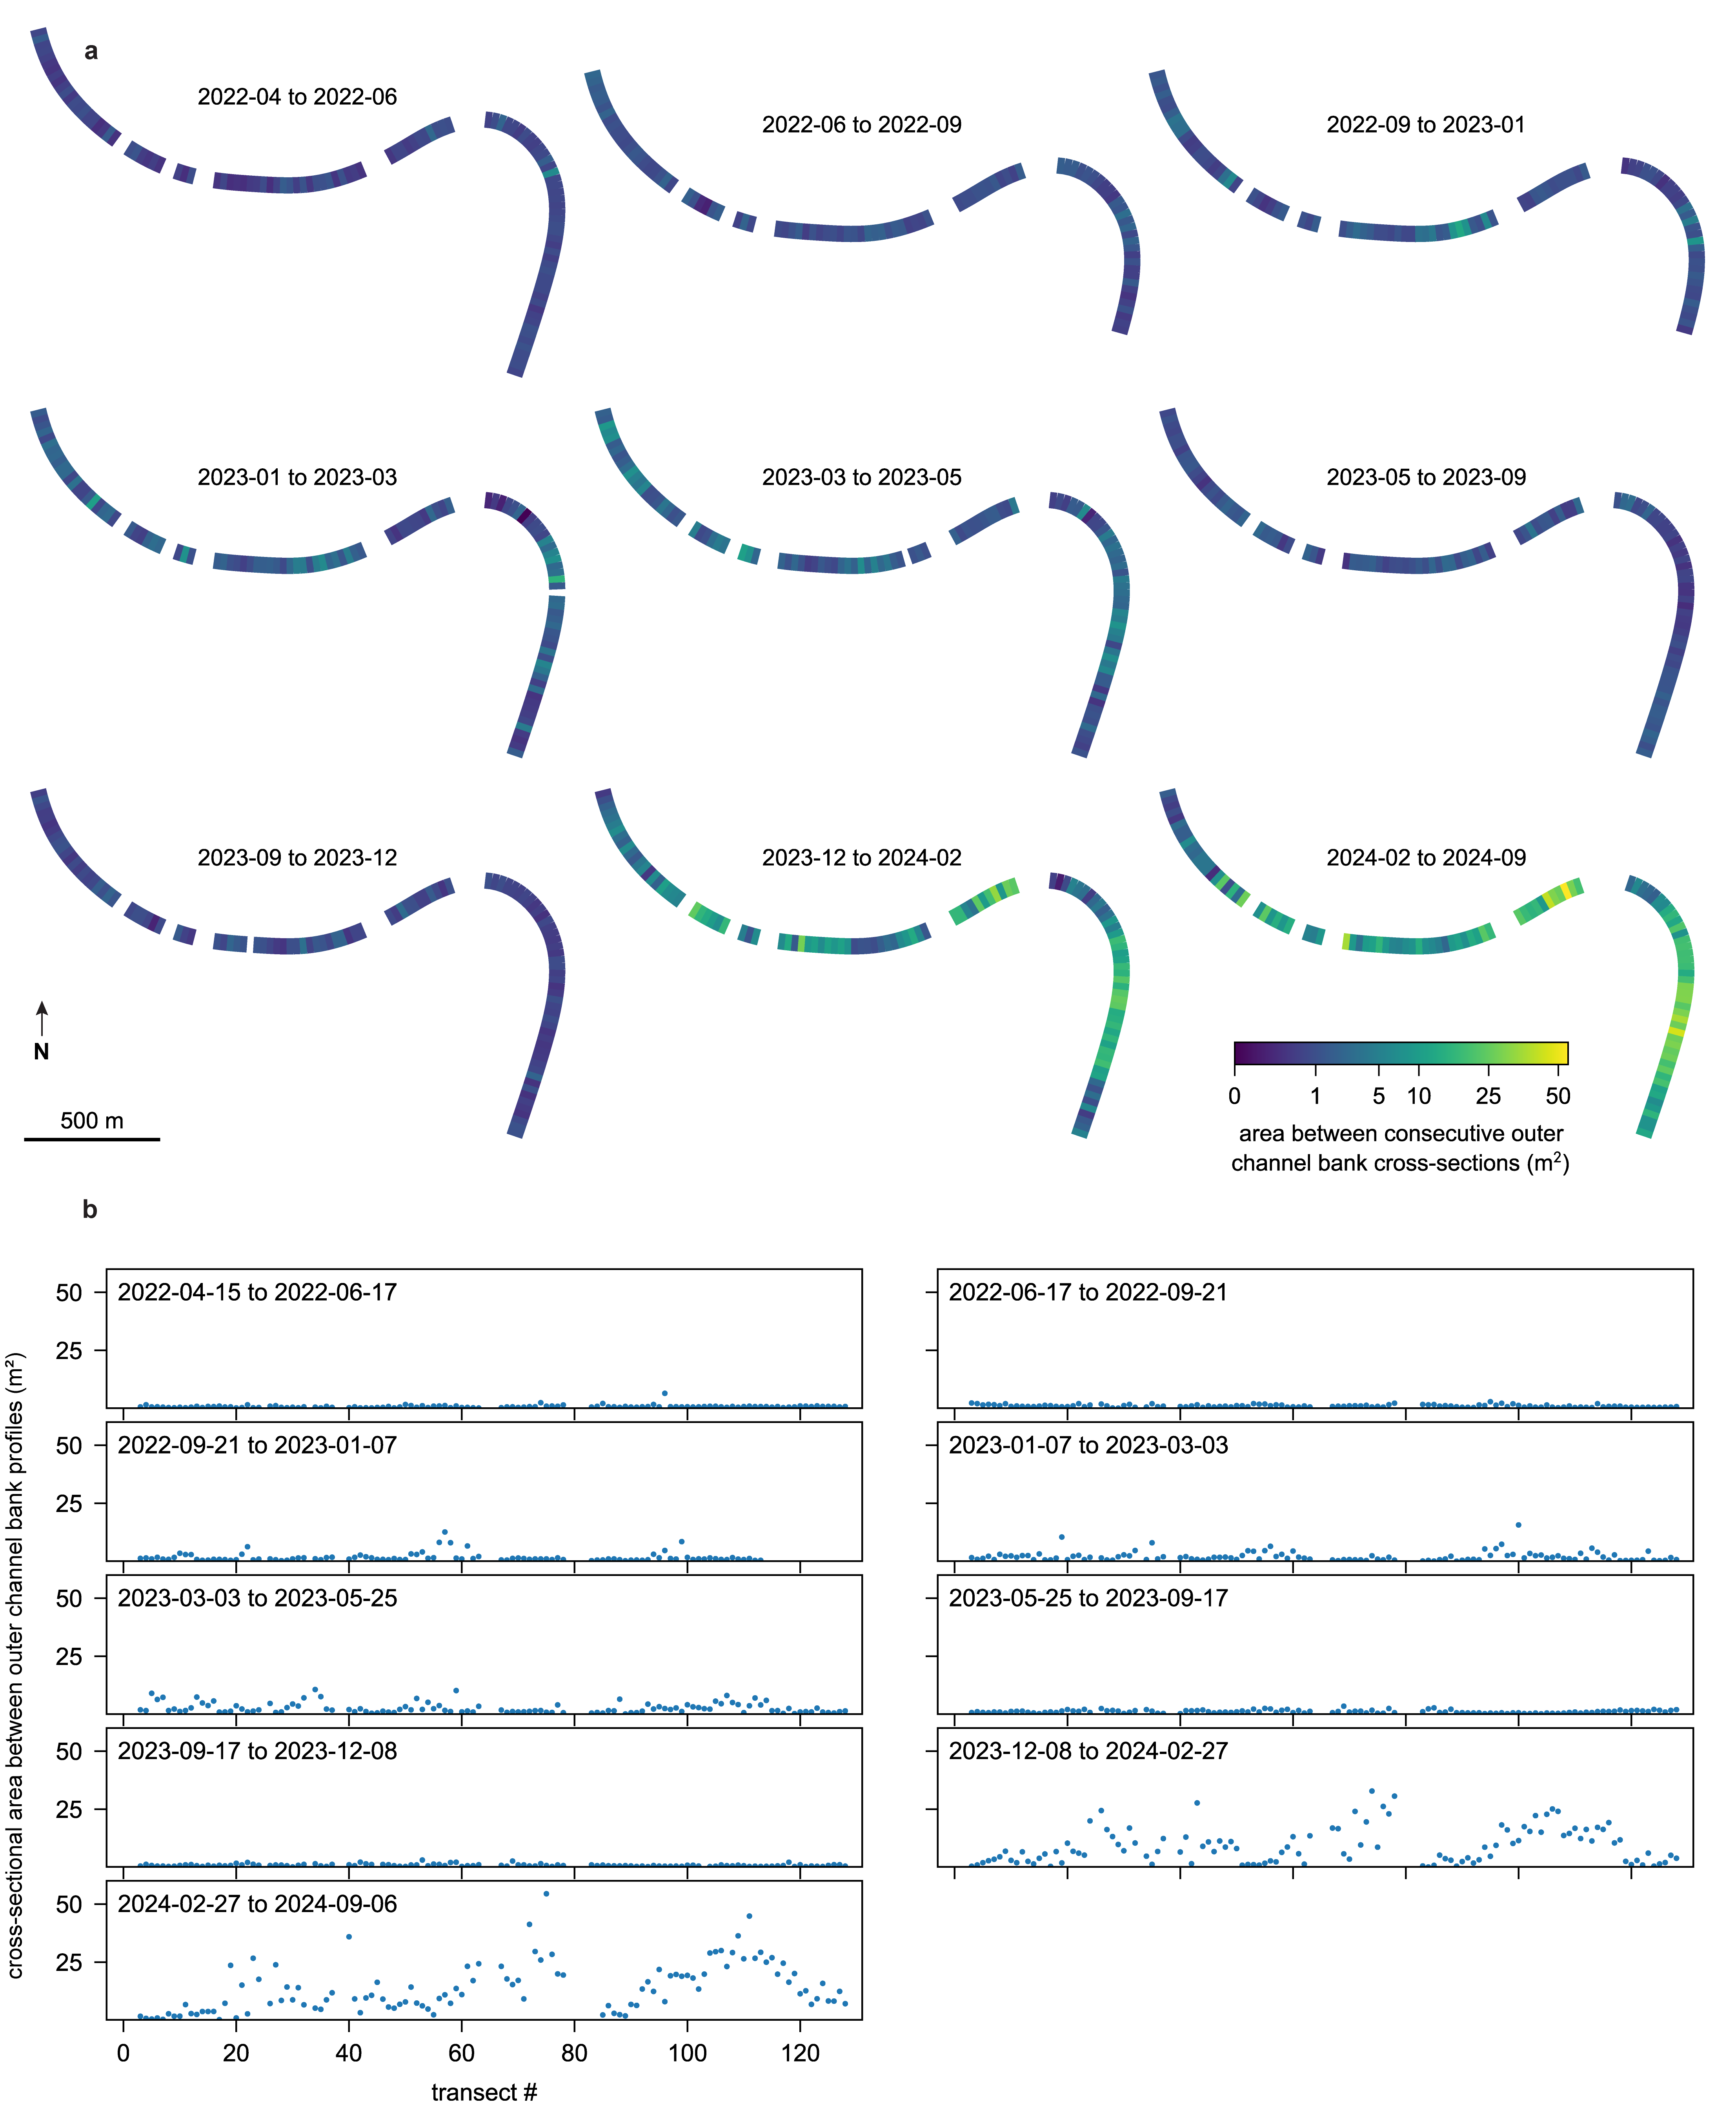 a
2022-04 to 2022-06
2022-06 to 2022-09
2022-09 to 2023-01
2023-01 to 2023-03
2023-03 to 2023-05
2023-05 to 2023-09
2023-09 to 2023-12
2023-12 to 2024-02
2024-02 to 2024-09
N
500 m
0 1 5 10 25 50
area between consecutive outer
channel bank cross-sections (m²)
b
cross-sectional area between outer channel bank profiles (m²)
50
25
2022-04-15 to 2022-06-17
2022-06-17 to 2022-09-21
50
25
2022-09-21 to 2023-01-07
2023-01-07 to 2023-03-03
50
25
2023-03-03 to 2023-05-25
2023-05-25 to 2023-09-17
50
25
2023-09-17 to 2023-12-08
2023-12-08 to 2024-02-27
50
25
2024-02-27 to 2024-09-06
0 20 40 60 80 100 120
transect #